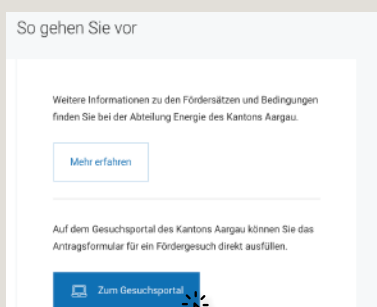 So gehen Sie vor
Weitere Informationen zu den Fördersätzen und Bedingungen
finden Sie bei der Abteilung Energie des Kantons Aargau.
Mehr erfahren
Auf dem Gesuchsportal des Kantons Aargau können Sie das
Antragsformular für ein Fördergesuch direkt ausfüllen.
Zum Gesuchsportal